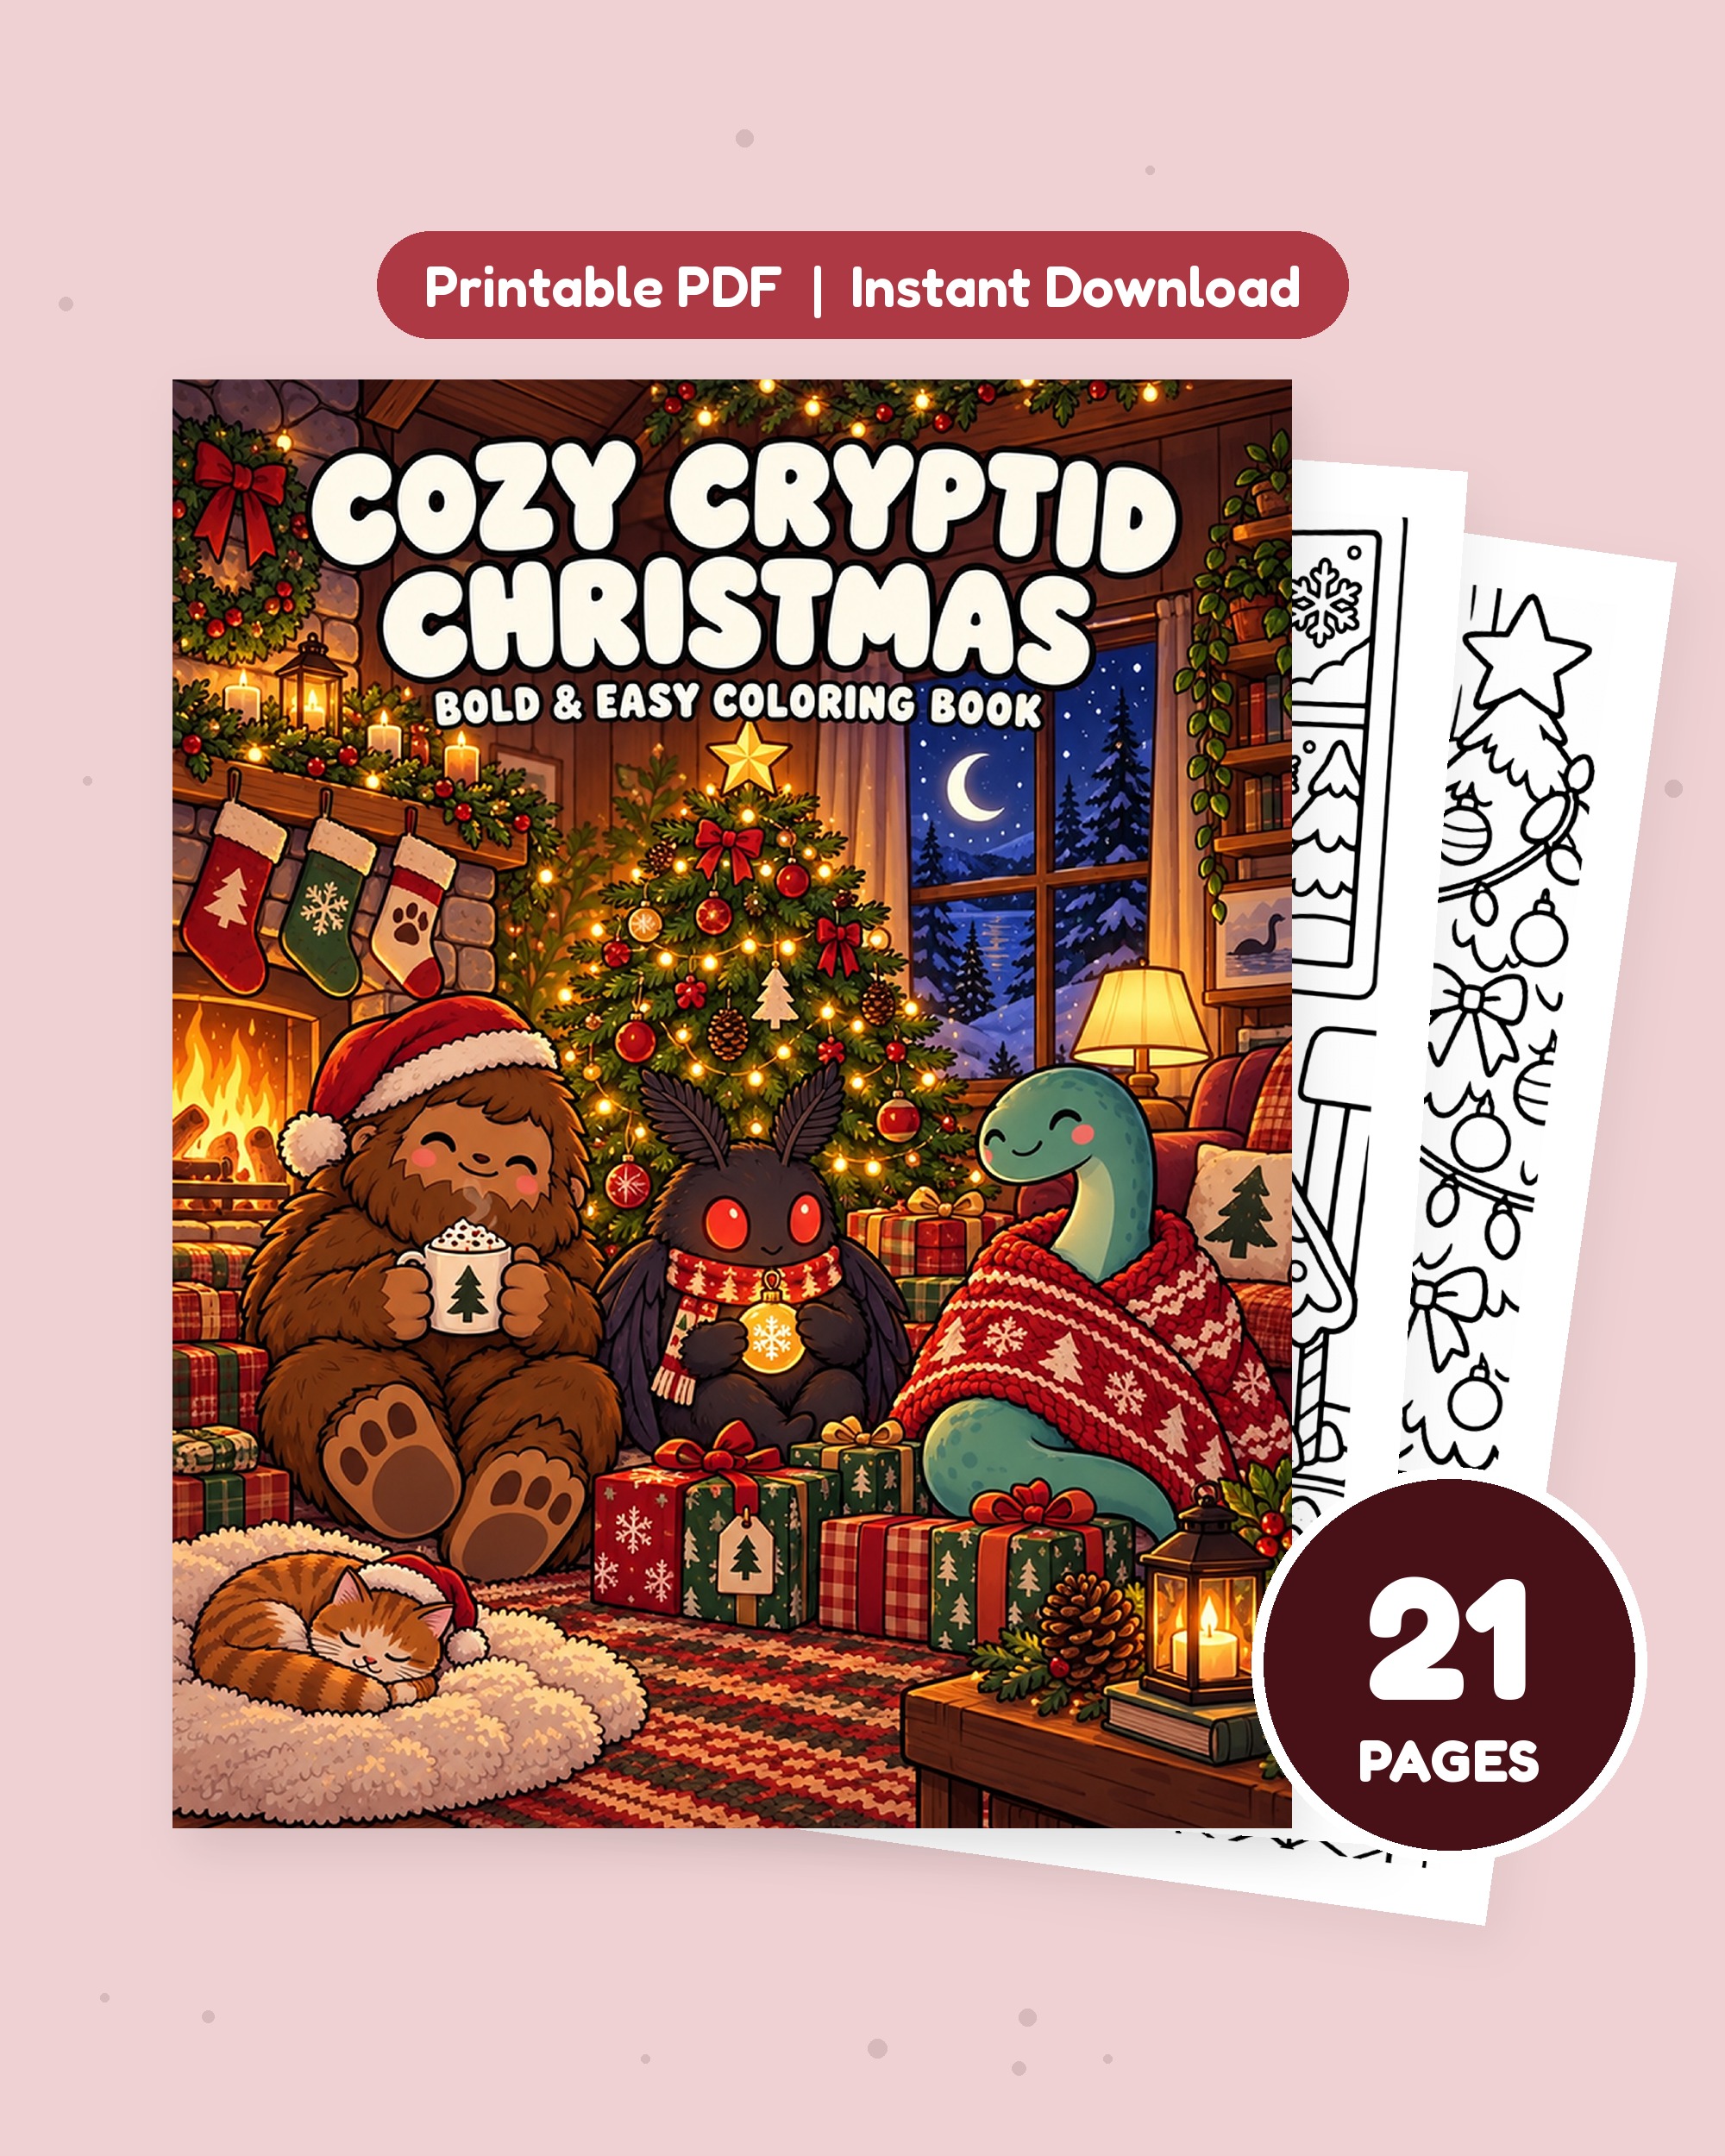 Printable PDF | Instant Download
COZY CRYPTID
CHRISTMAS
BOLD & EASY COLORING BOOK
21
PAGES